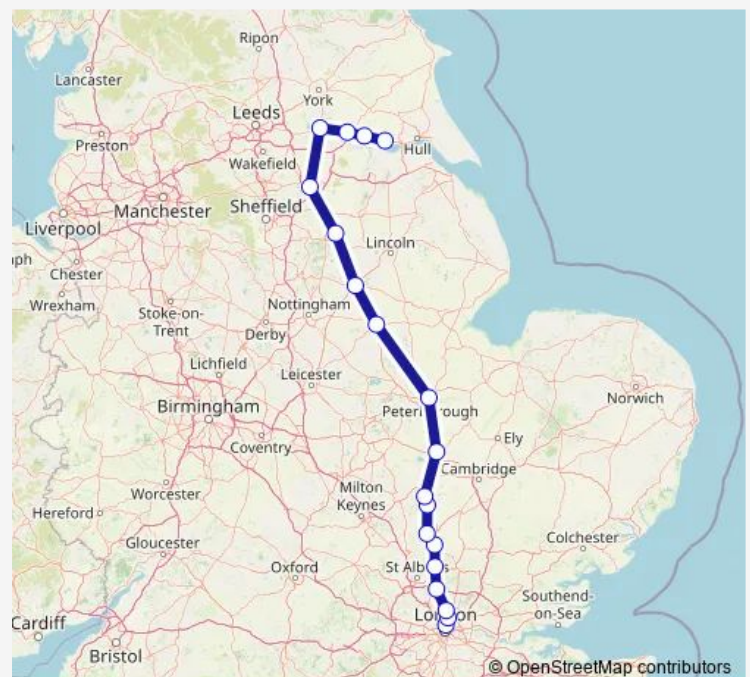 Ripon
Lancaster
York
Leeds
Preston
Hull
Wakefield
Manchester
Sheffield
Liverpool
Lincoln
ph
Chester
Wrexham
Nottingham
Stoke-on-
Trent
Derby
Lichfield
Leicester
Norwich
Birmingham
Peterborough
Ely
Coventry
Cambridge
Milton
Keynes
Worcester
Hereford
Colchester
Gloucester
Oxford
St Albans
Southend-
on-Sea
London
Cardiff
Bristol
© OpenStreetMap contributors